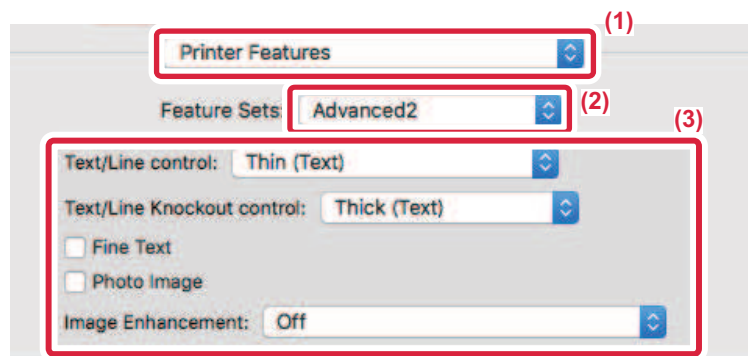 (1)
Printer Features
Feature Sets: Advanced2 (2)
(3)
Text/Line control: Thin (Text)
Text/Line Knockout control: Thick (Text)
Fine Text
Photo Image
Image Enhancement: Off